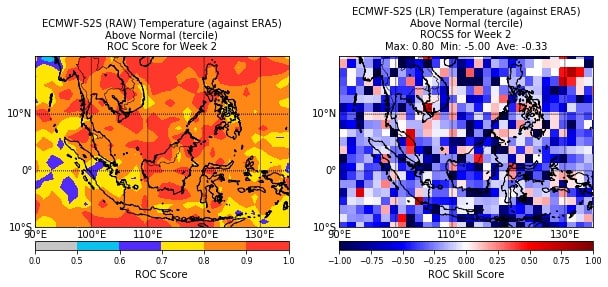 ECMWF-S2S (RAW) Temperature (against ERA5)
Above Normal (tercile)
ROC Score for Week 2
10°N
0°
10°S
90°E 100°E 110°E 120°E 130°E
0.0 0.5 0.6 0.7 0.8 0.9 1.0
ROC Score
ECMWF-S2S (LR) Temperature (against ERA5)
Above Normal (tercile)
ROCSS for Week 2
Max: 0.80 Min: -5.00 Ave: -0.33
10°N
0°
10°S
90°E 100°E 110°E 120°E 130°E
−1.00 −0.75 −0.50 −0.25 0.00 0.25 0.50 0.75 1.00
ROC Skill Score